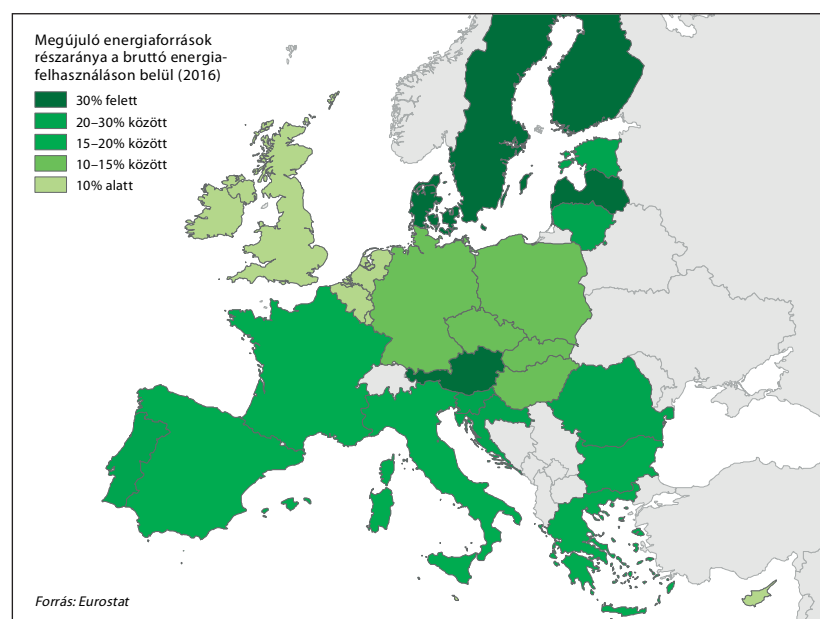 Megújuló energiaforrások
részaránya a bruttó energia-
felhasználáson belül (2016)
30% felett
20–30% között
15–20% között
10–15% között
10% alatt
Forrás: Eurostat